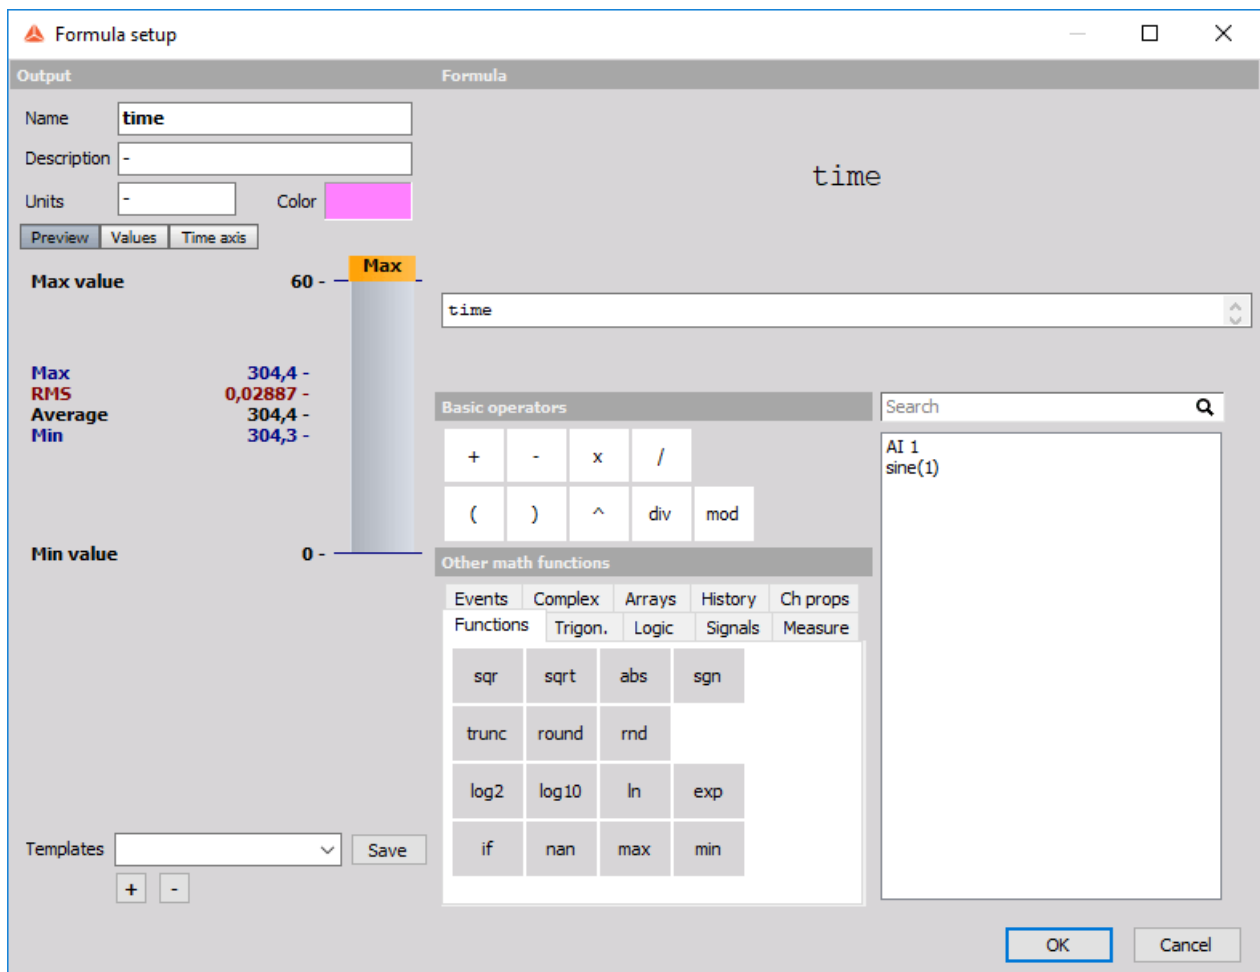 Formula setup
Output
Formula
Name time
Description -
Units - Color
time
Preview Values Time axis
Max
Max value 60 -
time
Max 304,4 -
RMS 0,02887 -
Average 304,4 -
Min 304,3 -
Basic operators
Search
+ - x /
AI 1
sine(1)
( ) ^ div mod
Min value 0 -
Other math functions
Events Complex Arrays History Ch props
Functions Trigon. Logic Signals Measure
sqr sqrt abs sgn
trunc round rnd
log2 log10 ln exp
if nan max min
Templates Save
+ -
OK Cancel